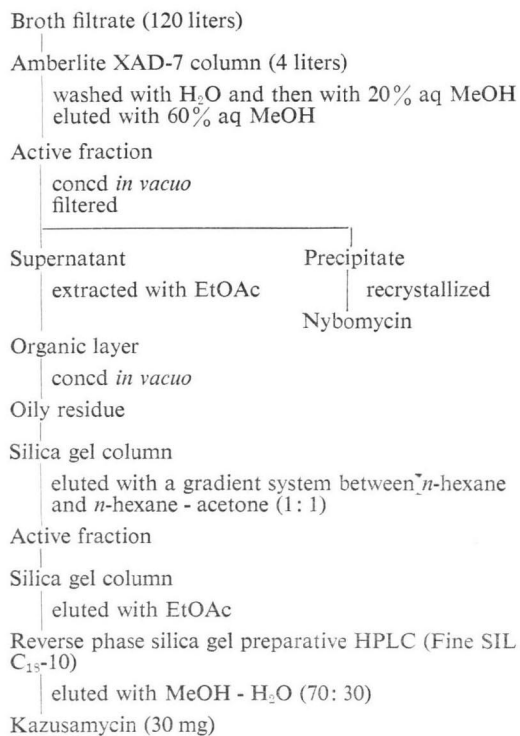 Broth filtrate (120 liters)
Amberlite XAD-7 column (4 liters)
washed with H₂O and then with 20% aq MeOH
eluted with 60% aq MeOH
Active fraction
concd in vacuo
filtered
Supernatant Precipitate
extracted with EtOAc recrystallized
Nybomycin
Organic layer
concd in vacuo
Oily residue
Silica gel column
eluted with a gradient system between n-hexane
and n-hexane - acetone (1: 1)
Active fraction
Silica gel column
eluted with EtOAc
Reverse phase silica gel preparative HPLC (Fine SIL
C₁₈-10)
eluted with MeOH - H₂O (70: 30)
Kazusamycin (30 mg)